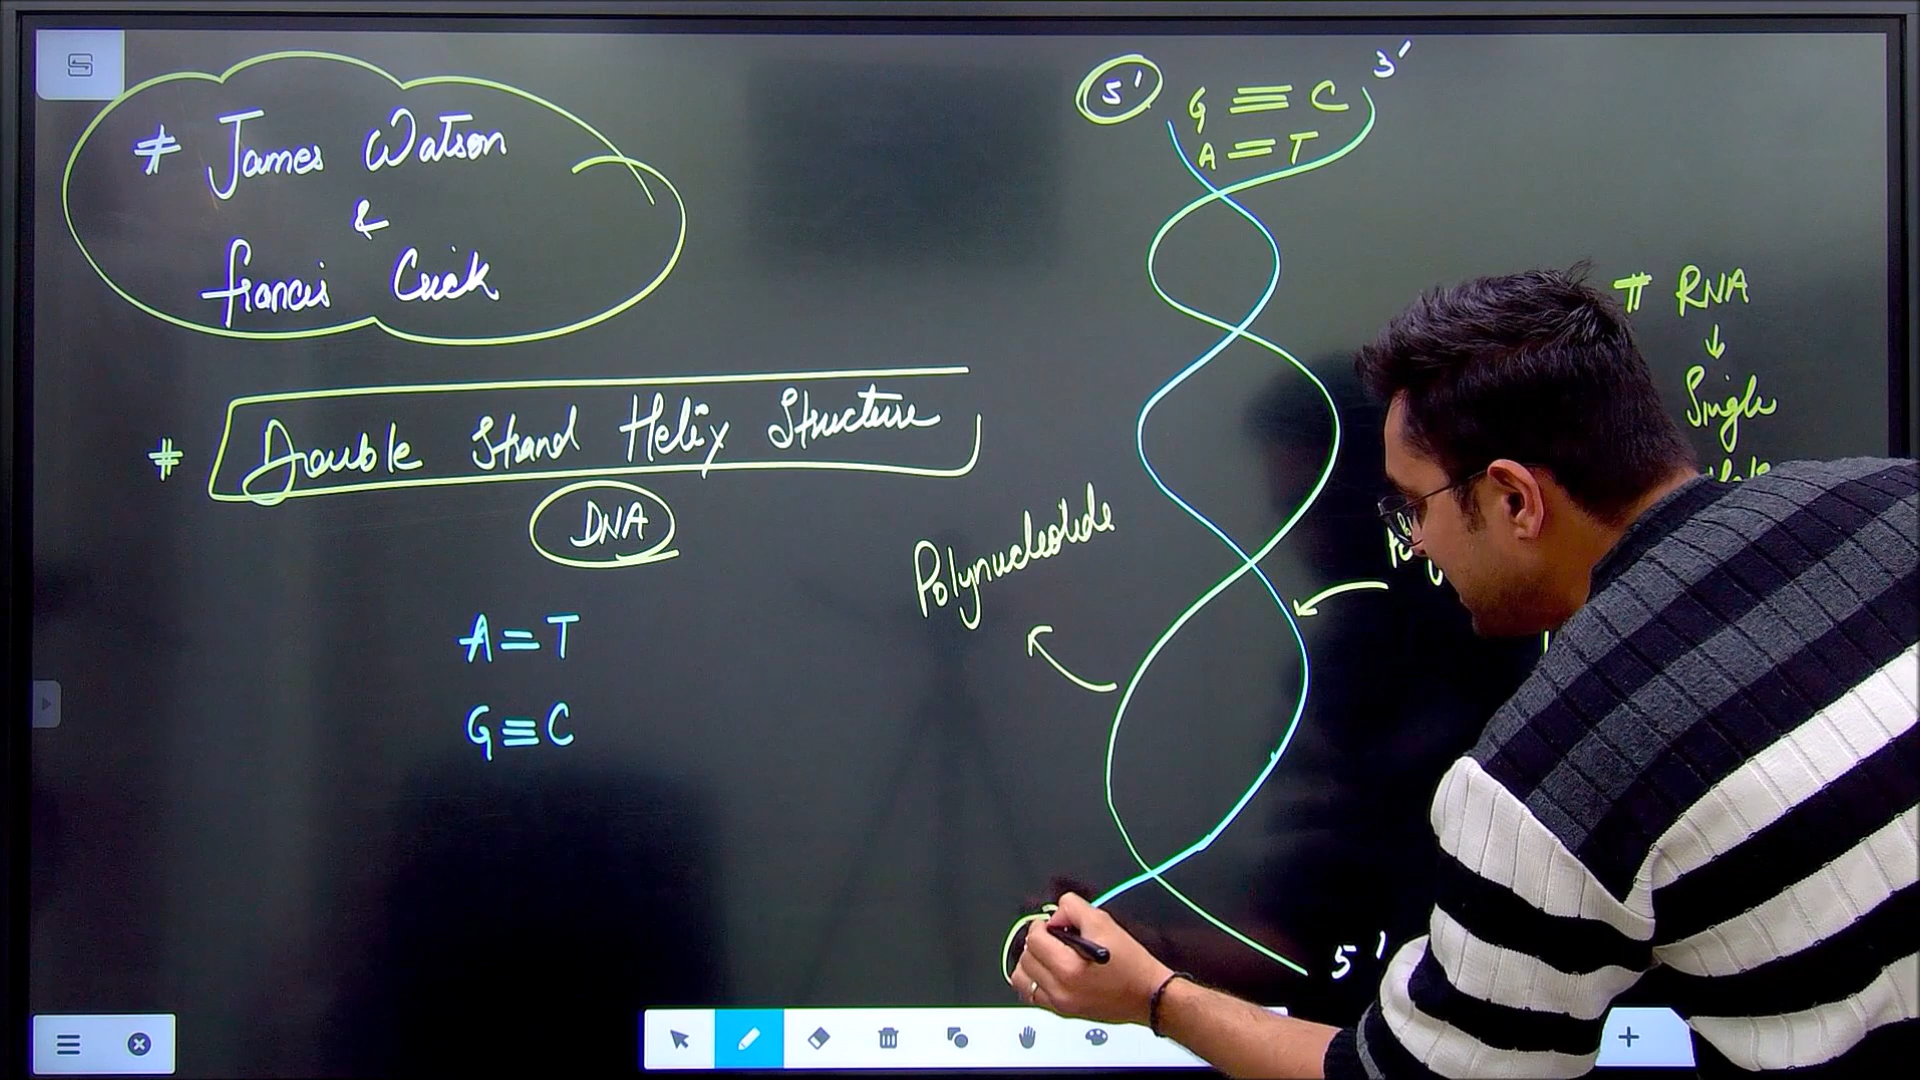 # James Watson
&
Francis Crick
# Double Strand Helix Structure
DNA
A = T
G ≡ C
5' G ≡ C 3'
A = T
Polynucleotide
5'
# RNA
↓
Single